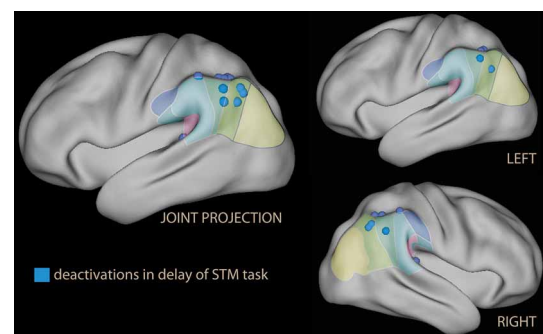 LEFT
JOINT PROJECTION
deactivations in delay of STM task
RIGHT